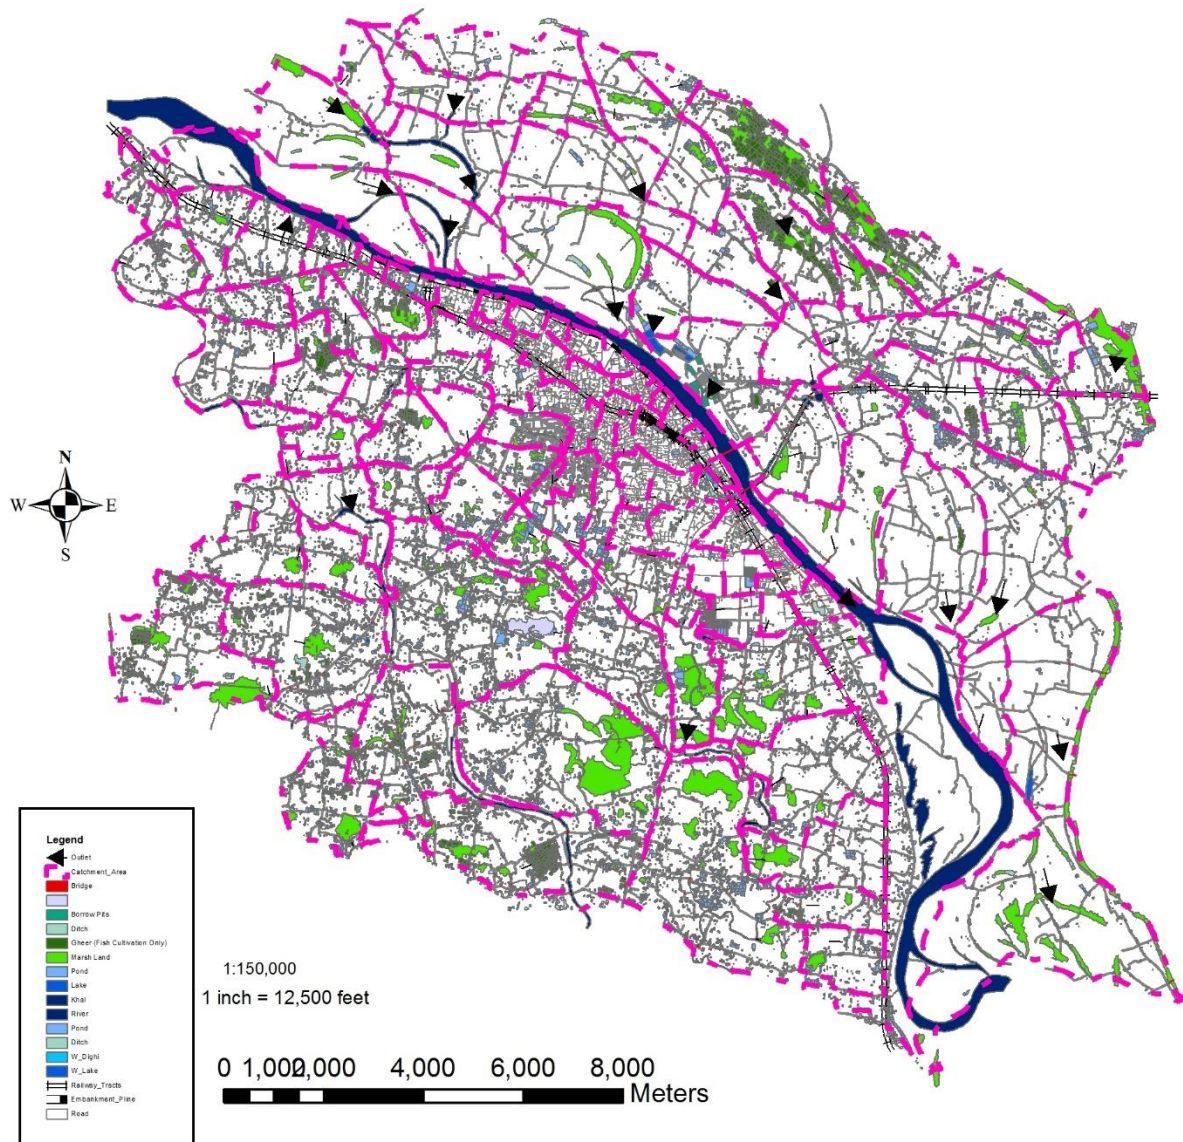 N
W E
S
Legend
Outlet
Catchment_Area
Bridge
Borrow Pits
Ditch
Gheer (Fish Cultivation Only)
Marsh Land
Pond
Lake
Khal
River
Pond
Ditch
W_Dighi
W_Lake
Railway_Tracts
Embankment_Pline
Road
1:150,000
1 inch = 12,500 feet
0 1,000 2,000 4,000 6,000 8,000
Meters